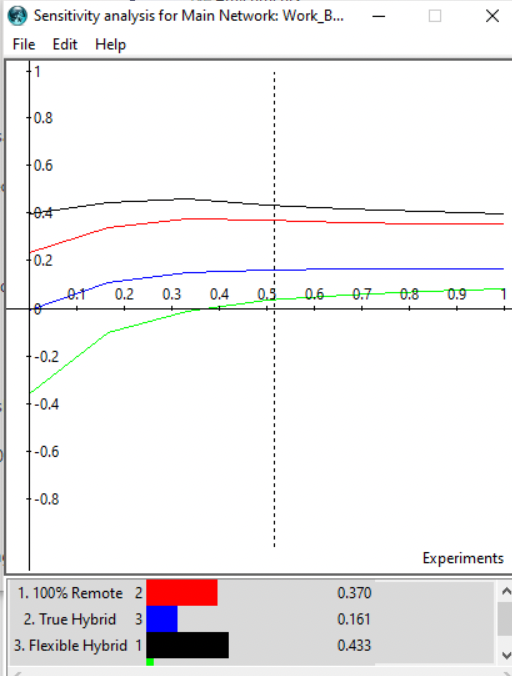 Sensitivity analysis for Main Network: Work_B...
File Edit Help
1
0.8
0.6
0.4
0.2
0.1 0.2 0.3 0.4 0.5 0.6 0.7 0.8 0.9 1
0
-0.2
-0.4
-0.6
-0.8
Experiments
1. 100% Remote 2 0.370
2. True Hybrid 3 0.161
3. Flexible Hybrid 1 0.433